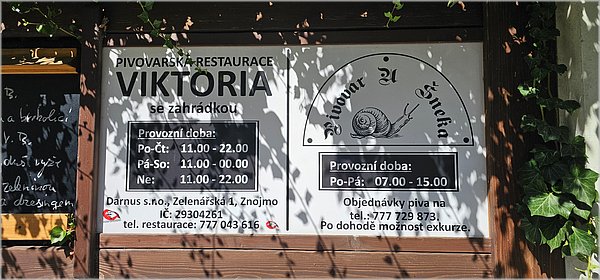 PIVOVARSKÁ RESTAURACE
VIKTORIA
se zahrádkou
Provozní doba:
Po-Čt: 11.00 - 22.00
Pá-So: 11.00 - 00.00
Ne: 11.00 - 22.00
Dárnus s.r.o., Zelenářská 1, Znojmo
IČ: 29304261
tel. restaurace: 777 043 616
Pivovar U Šneka
Provozní doba:
Po-Pá: 07.00 - 15.00
Objednávky piva na
tel.: 777 729 873.
Po dohodě možnost exkurze.
B.
B.